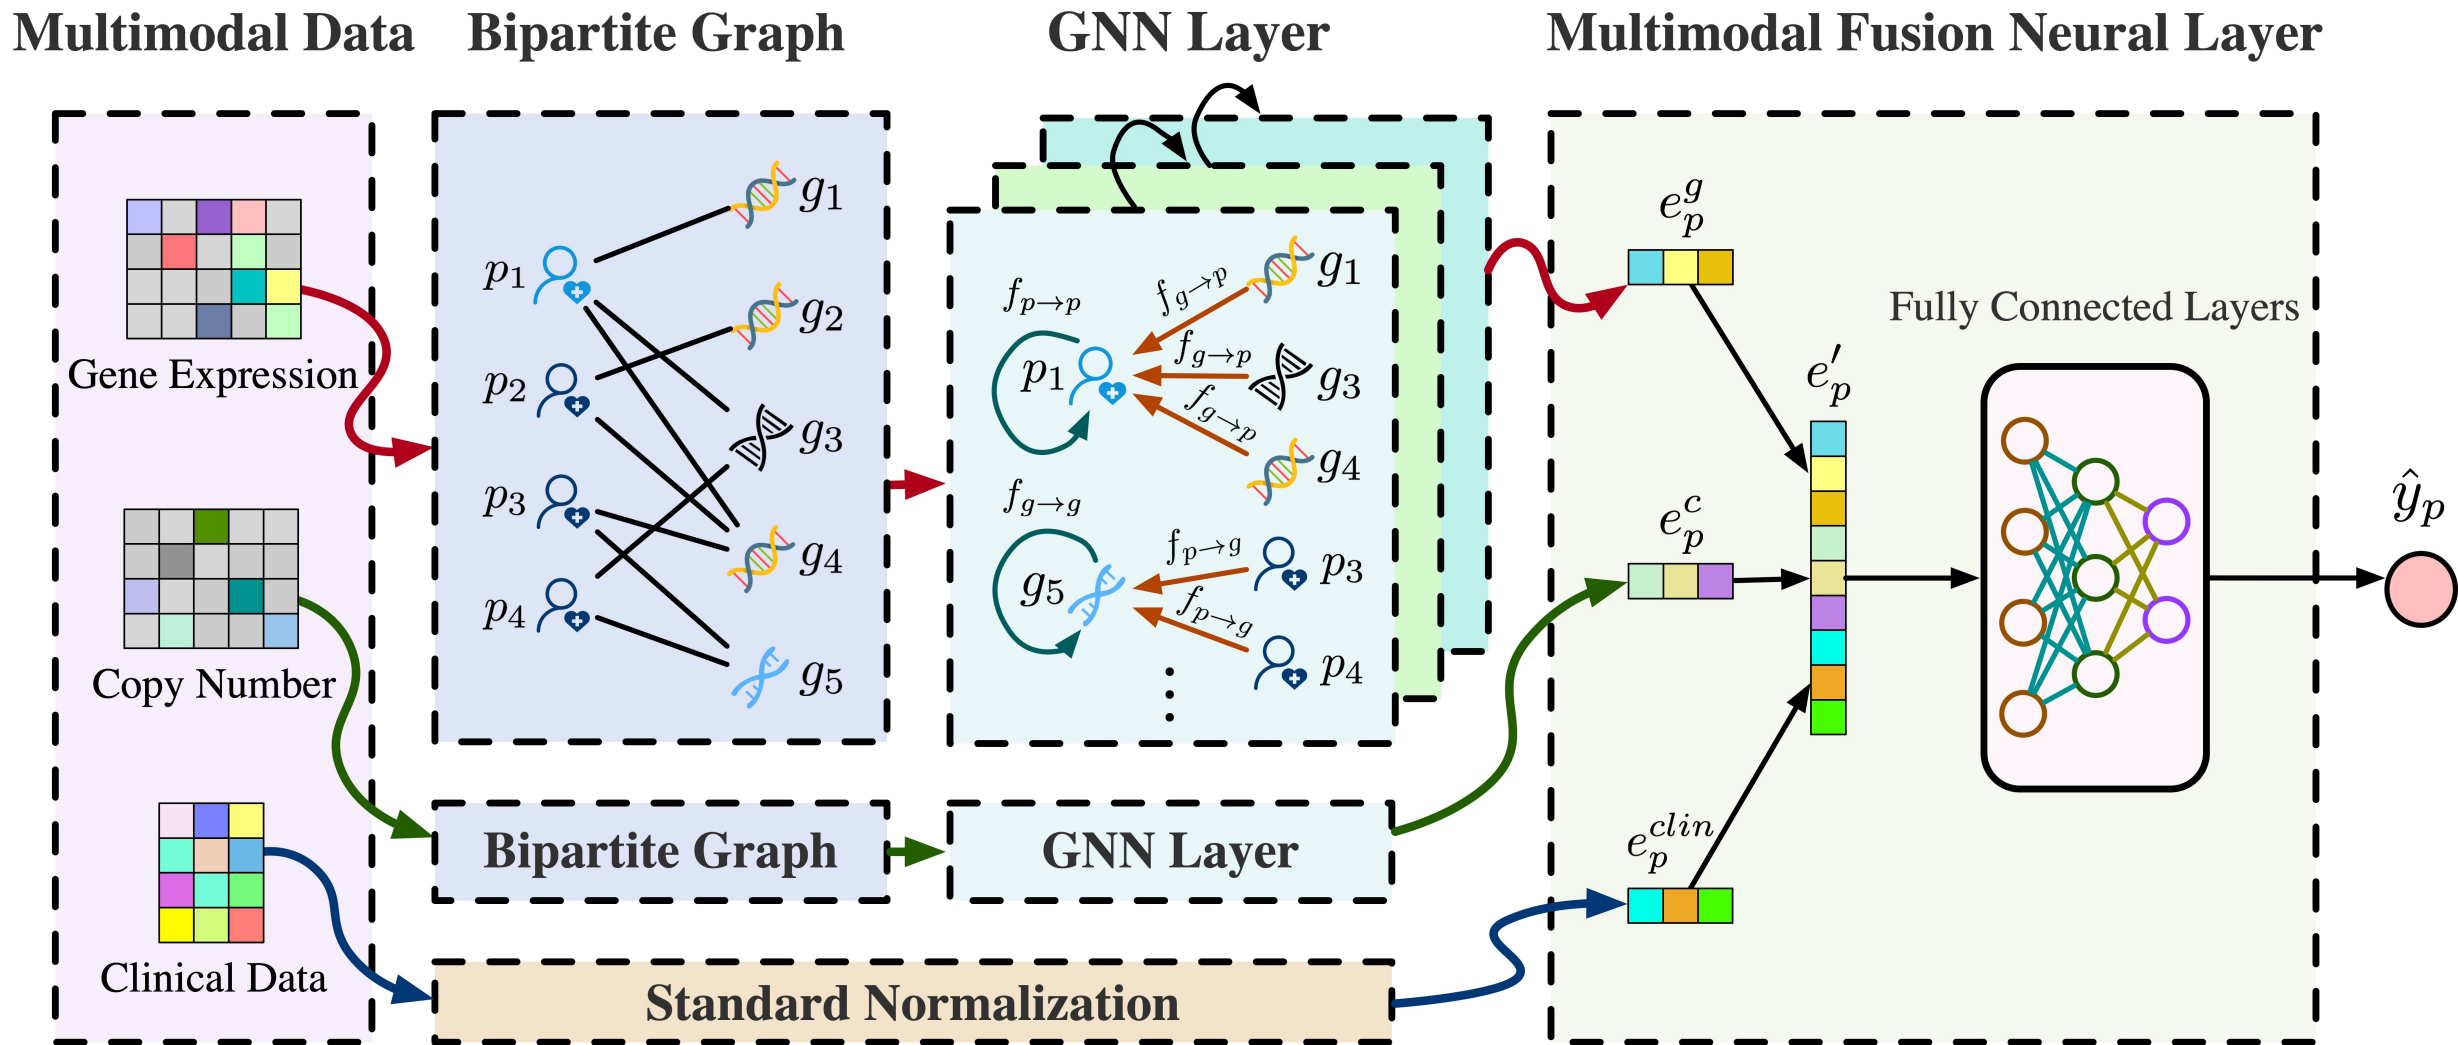 Multimodal Data
Bipartite Graph
GNN Layer
Multimodal Fusion Neural Layer
Gene Expression
Copy Number
Clinical Data
p₁
p₂
p₃
p₄
g₁
g₂
g₃
g₄
g₅
f_{p→p}
p₁
f_{g→p}
g₁
f_{g→p}
g₃
f_{g→p}
g₄
f_{g→g}
g₅
f_{p→g}
p₃
f_{p→g}
p₄
Bipartite Graph
GNN Layer
Standard Normalization
e_p^g
e_p^c
e_p^{clin}
e_p′
Fully Connected Layers
ŷ_p